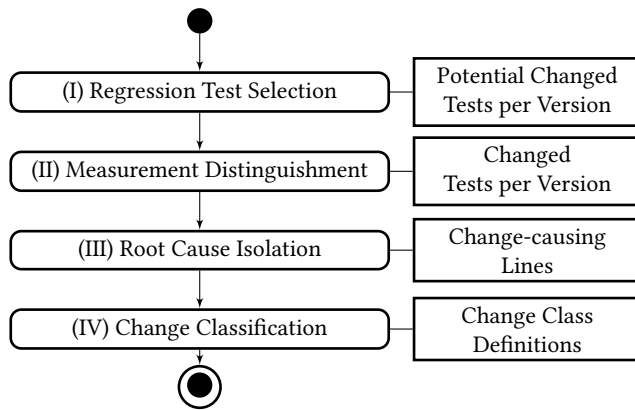 (I) Regression Test Selection
Potential Changed
Tests per Version
(II) Measurement Distinguishment
Changed
Tests per Version
(III) Root Cause Isolation
Change-causing
Lines
(IV) Change Classification
Change Class
Definitions